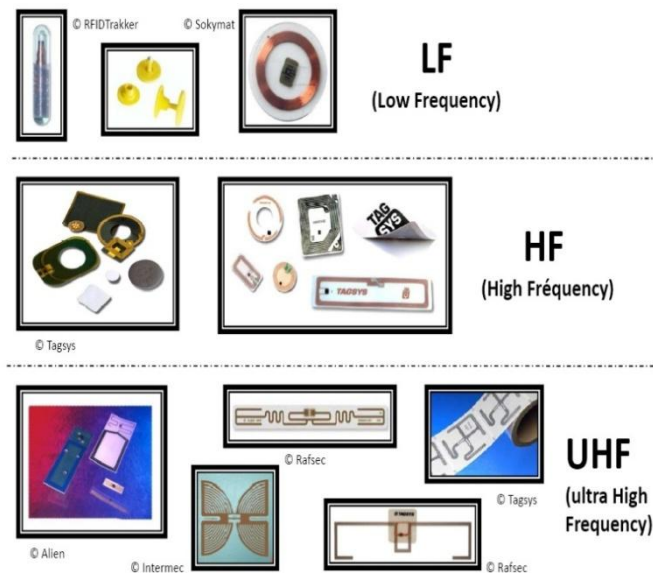 © RFIDTrakker
© Sokymat
LF
(Low Frequency)
HF
(High Fréquency)
TAG
SYS
TAGSYS
© Tagsys
UHF
(ultra High
Frequency)
© Rafsec
© Tagsys
© Alien
© Intermec
© Rafsec